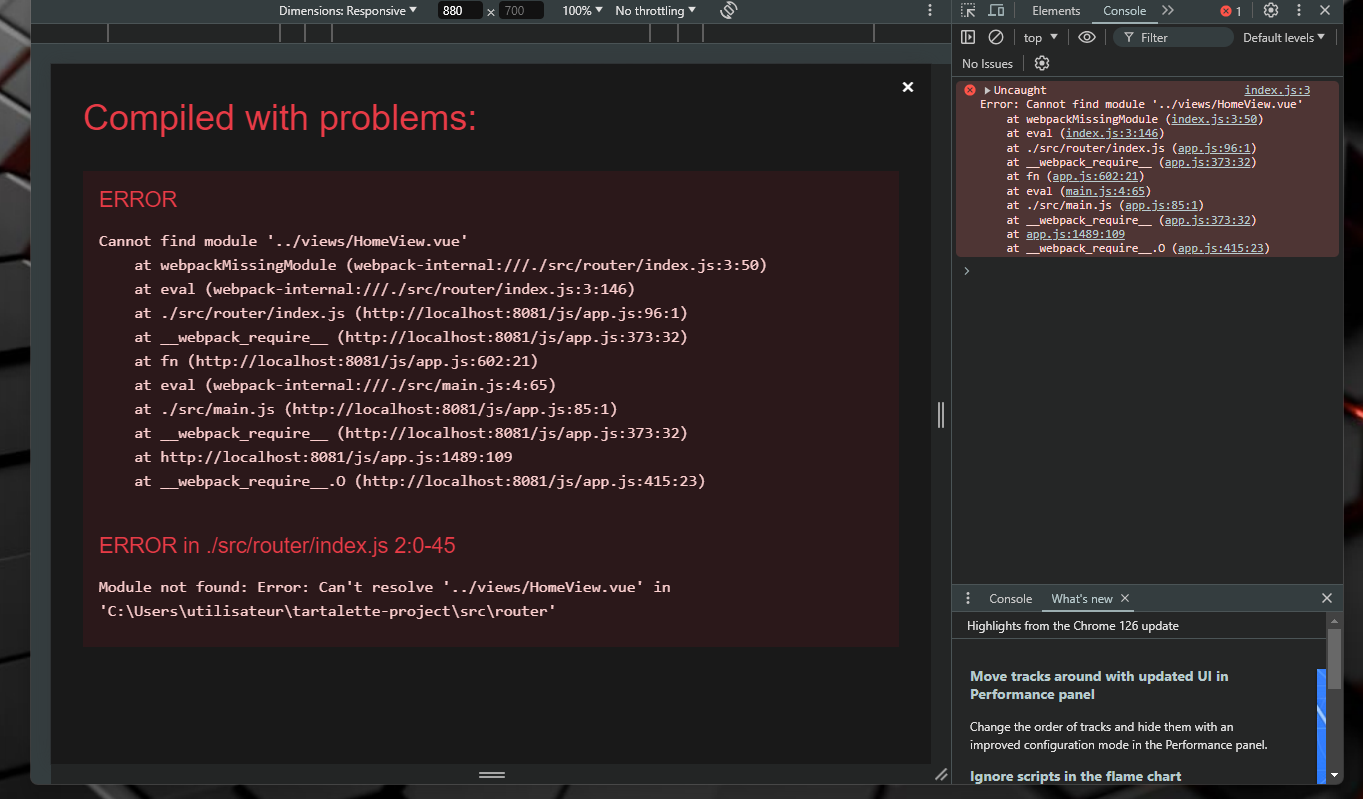 Dimensions: Responsive 880 × 700 100% No throttling
Elements Console 1
top Filter Default levels
No Issues
Compiled with problems:
ERROR
Cannot find module '../views/HomeView.vue'
at webpackMissingModule (webpack-internal:///./src/router/index.js:3:50)
at eval (webpack-internal:///./src/router/index.js:3:146)
at ./src/router/index.js (http://localhost:8081/js/app.js:96:1)
at __webpack_require__ (http://localhost:8081/js/app.js:373:32)
at fn (http://localhost:8081/js/app.js:602:21)
at eval (webpack-internal:///./src/main.js:4:65)
at ./src/main.js (http://localhost:8081/js/app.js:85:1)
at __webpack_require__ (http://localhost:8081/js/app.js:373:32)
at http://localhost:8081/js/app.js:1489:109
at __webpack_require__.O (http://localhost:8081/js/app.js:415:23)
ERROR in ./src/router/index.js 2:0-45
Module not found: Error: Can't resolve '../views/HomeView.vue' in
'C:\Users\utilisateur\tartalette-project\src\router'
Uncaught index.js:3
Error: Cannot find module '../views/HomeView.vue'
at webpackMissingModule (index.js:3:50)
at eval (index.js:3:146)
at ./src/router/index.js (app.js:96:1)
at __webpack_require__ (app.js:373:32)
at fn (app.js:602:21)
at eval (main.js:4:65)
at ./src/main.js (app.js:85:1)
at __webpack_require__ (app.js:373:32)
at app.js:1489:109
at __webpack_require__.O (app.js:415:23)
Console What's new
Highlights from the Chrome 126 update
Move tracks around with updated UI in
Performance panel
Change the order of tracks and hide them with an
improved configuration mode in the Performance panel.
Ignore scripts in the flame chart